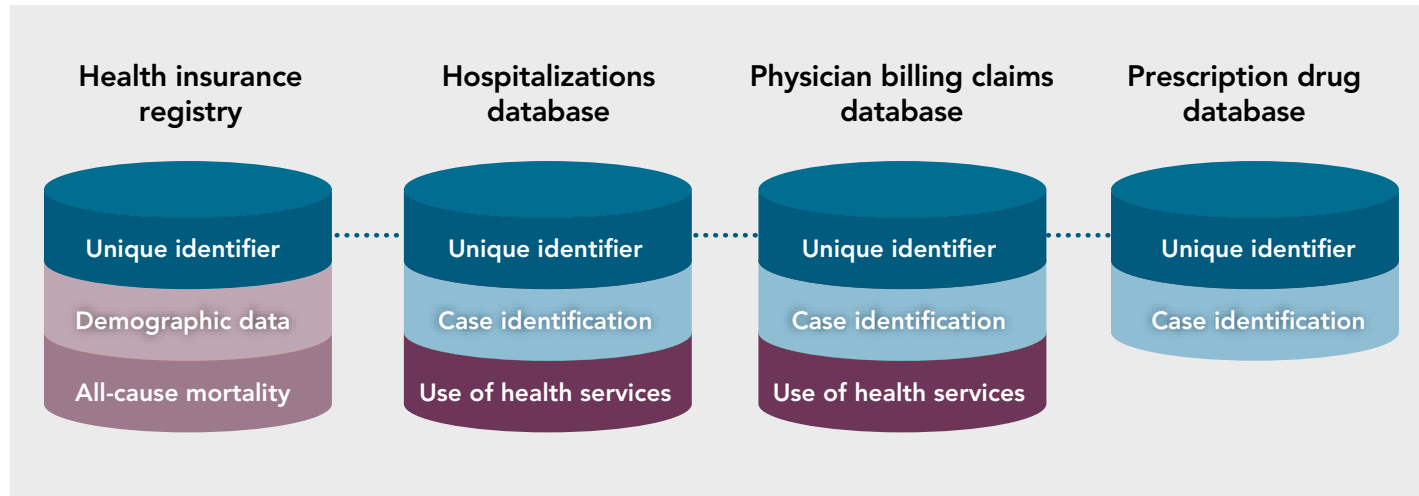 Health insurance
registry
Hospitalizations
database
Physician billing claims
database
Prescription drug
database
Unique identifier
Demographic data
All-cause mortality
Unique identifier
Case identification
Use of health services
Unique identifier
Case identification
Use of health services
Unique identifier
Case identification